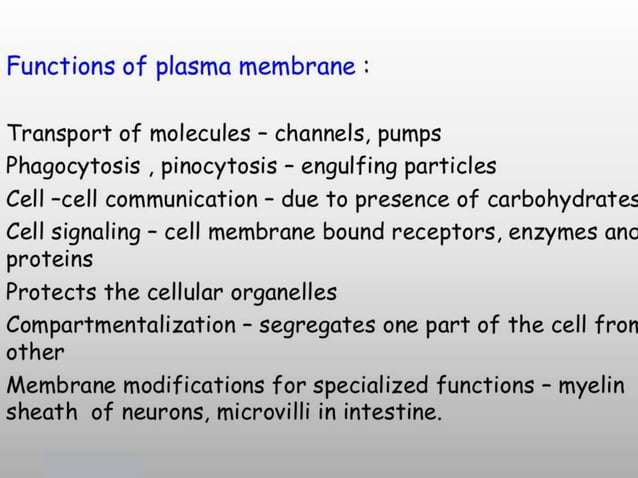 Functions of plasma membrane :
Transport of molecules – channels, pumps
Phagocytosis , pinocytosis – engulfing particles
Cell –cell communication – due to presence of carbohydrates
Cell signaling – cell membrane bound receptors, enzymes and
proteins
Protects the cellular organelles
Compartmentalization – segregates one part of the cell from
other
Membrane modifications for specialized functions – myelin
sheath of neurons, microvilli in intestine.